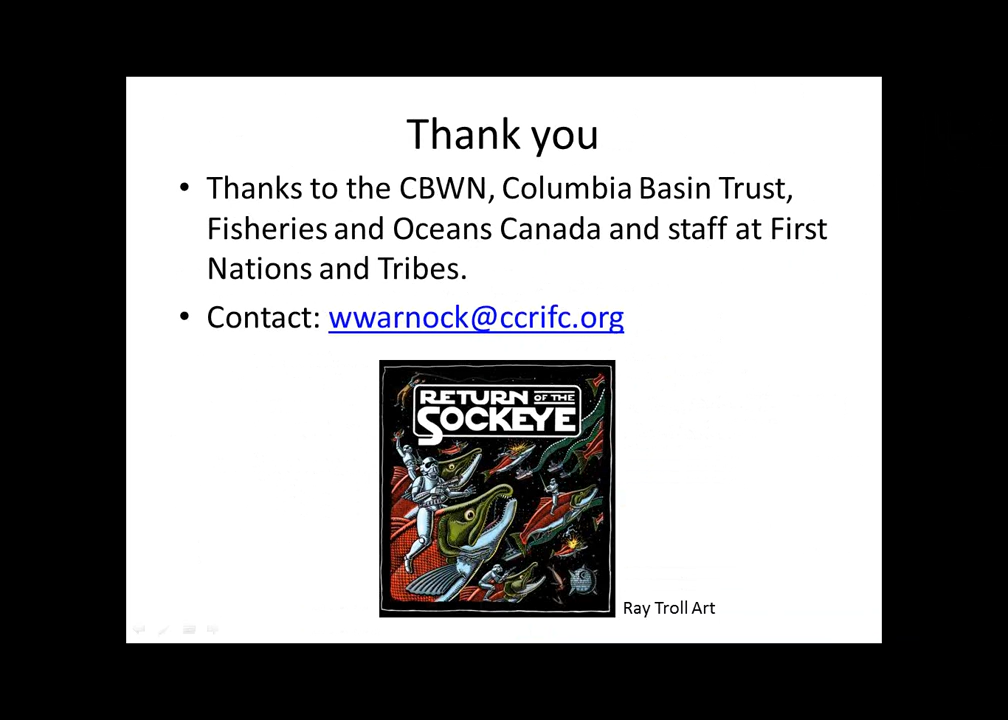 Thank you
• Thanks to the CBWN, Columbia Basin Trust,
Fisheries and Oceans Canada and staff at First
Nations and Tribes.
• Contact: wwarnock@ccrifc.org
RETURN OF THE
SOCKEYE
Ray Troll Art